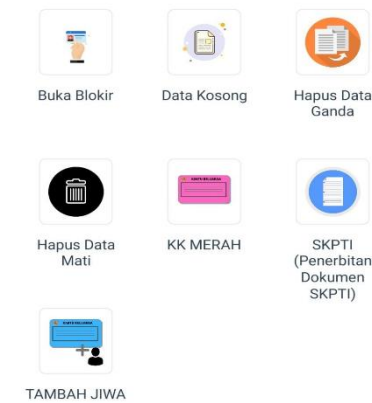 Buka Blokir
Data Kosong
Hapus Data
Ganda
Hapus Data
Mati
KK MERAH
SKPTI
(Penerbitan
Dokumen
SKPTI)
TAMBAH JIWA